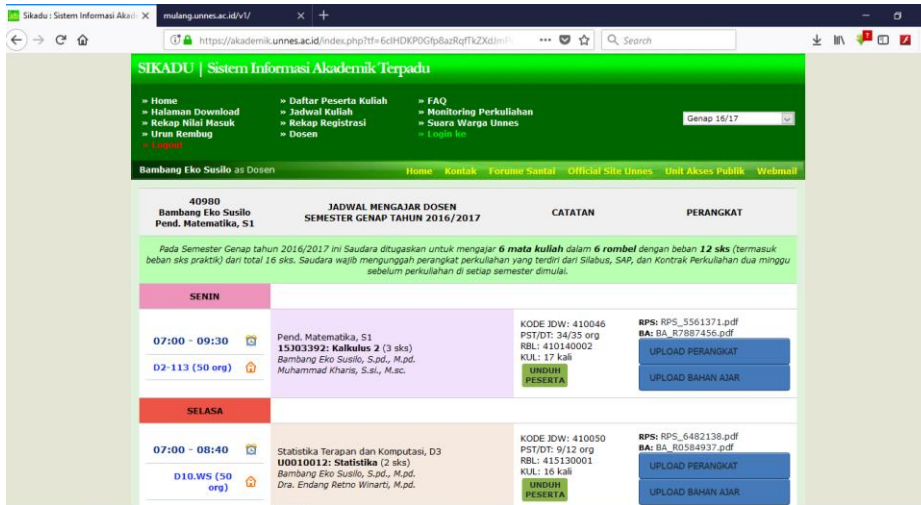 Sikadu : Sistem Informasi Akad
mulang.unnes.ac.id/v1/
Search
SIKADU | Sistem Informasi Akademik Terpadu
» Home
» Halaman Download
» Rekap Nilai Masuk
» Urun Rembug
» Logout
» Daftar Peserta Kuliah
» Jadwal Kuliah
» Rekap Registrasi
» Dosen
» FAQ
» Monitoring Perkuliahan
» Suara Warga Unnes
» Login ke
Genap 16/17
Bambang Eko Susilo as Dosen
Home Kontak Forume Santai Official Site Unnes Unit Akses Publik Webmail
40980
Bambang Eko Susilo
Pend. Matematika, S1
JADWAL MENGAJAR DOSEN
SEMESTER GENAP TAHUN 2016/2017
CATATAN
PERANGKAT
Pada Semester Genap tahun 2016/2017 ini Saudara ditugaskan untuk mengajar 6 mata kuliah dalam 6 rombel dengan beban 12 sks (termasuk
beban sks praktik) dari total 16 sks. Saudara wajib mengunggah perangkat perkuliahan yang terdiri dari Silabus, SAP, dan Kontrak Perkuliahan dua minggu
sebelum perkuliahan di setiap semester dimulai.
SENIN
07:00 - 09:30
D2-113 (50 org)
Pend. Matematika, S1
15J03392: Kalkulus 2 (3 sks)
Bambang Eko Susilo, S.pd., M.pd.
Muhammad Kharis, S.si., M.sc.
KODE JDW: 410046
PST/DT: 34/35 org
RBL: 410140002
KUL: 17 kali
UNDUH
PESERTA
RPS: RPS_5561371.pdf
BA: BA_R7887456.pdf
UPLOAD PERANGKAT
UPLOAD BAHAN AJAR
SELASA
07:00 - 08:40
D10.WS (50
org)
Statistika Terapan dan Komputasi, D3
U0010012: Statistika (2 sks)
Bambang Eko Susilo, S.pd., M.pd.
Dra. Endang Retno Winarti, M.pd.
KODE JDW: 410050
PST/DT: 9/12 org
RBL: 415130001
KUL: 16 kali
UNDUH
PESERTA
RPS: RPS_6482138.pdf
BA: BA_R0584937.pdf
UPLOAD PERANGKAT
UPLOAD BAHAN AJAR